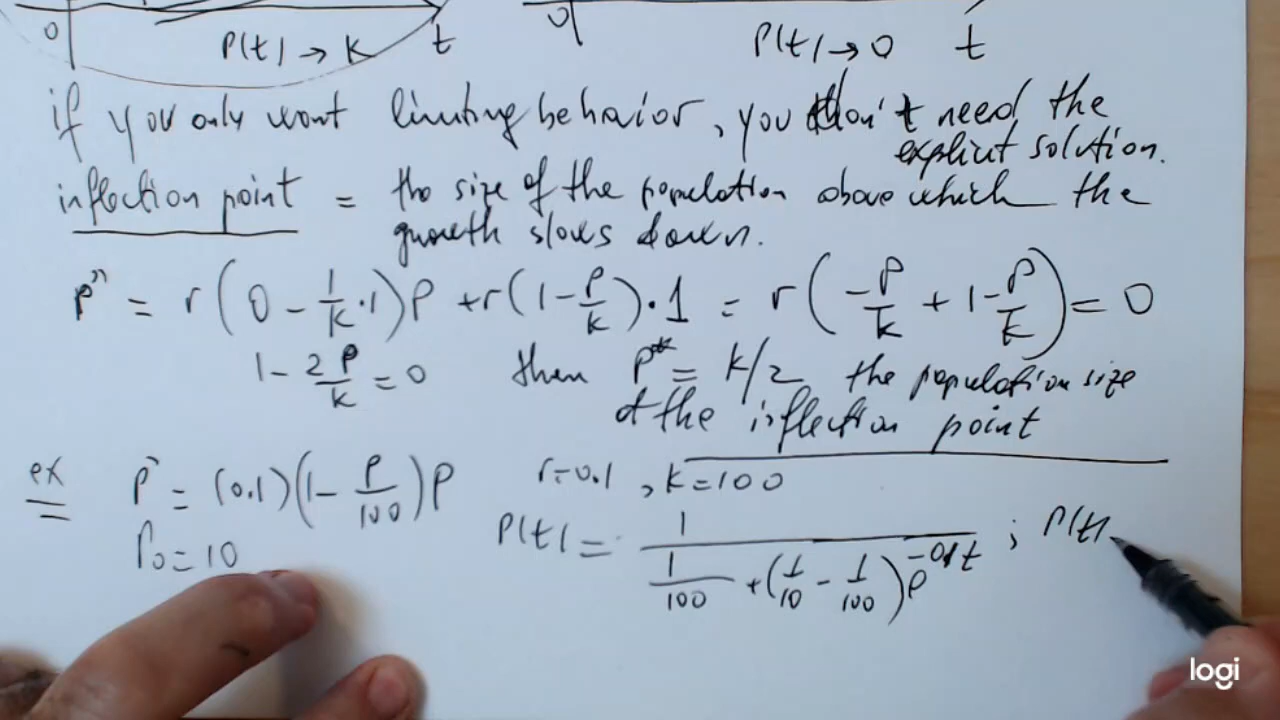 0 P(t) → K t 0 P(t) → 0 t
if you only want limiting behavior, you don't need the
explicit solution.
inflection point = the size of the population above which the
growth slows down.
P'' = r(0 - 1/K · 1)P + r(1 - P/K) · 1 = r(-P/K + 1 - P/K) = 0
1 - 2P/K = 0 then P** = K/2 the population size
at the inflection point
ex P' = (0.1)(1 - P/100)P r=0.1, K=100
P0 = 10 P(t) = 1/(1/100 + (1/10 - 1/100)e^-0.1t) ; P(t)
logi